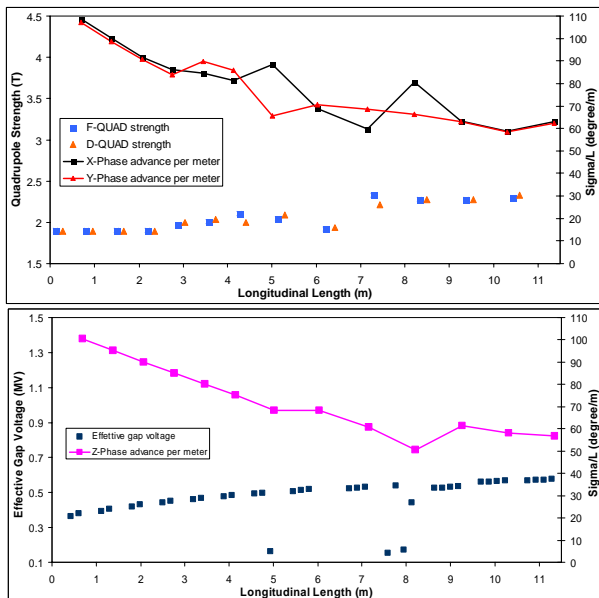 4.5
4
3.5
3
2.5
2
1.5
Quadrupole Strength (T)
F-QUAD strength
D-QUAD strength
X-Phase advance per meter
Y-Phase advance per meter
110
100
90
80
70
60
50
40
30
20
10
0
Sigma/L (degree/m)
0 1 2 3 4 5 6 7 8 9 10 11
Longitudinal Length (m)
1.5
1.3
1.1
0.9
0.7
0.5
0.3
0.1
Effective Gap Voltage (MV)
Efffective gap voltage
Z-Phase advance per meter
110
100
90
80
70
60
50
40
30
20
10
0
Sigma/L (degree/m)
0 1 2 3 4 5 6 7 8 9 10 11
Longitudinal Length (m)